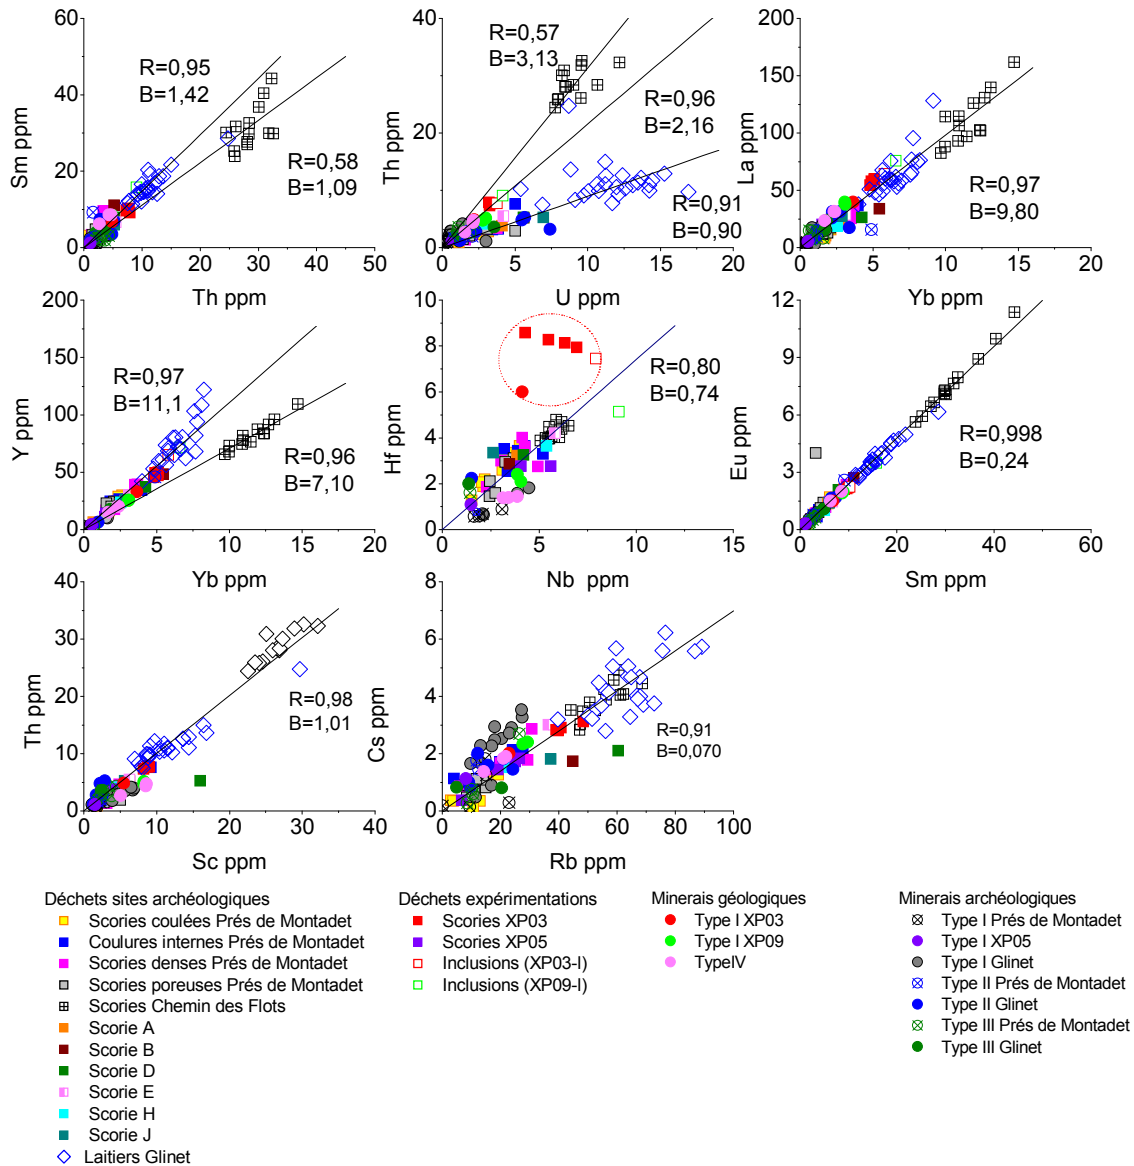 60
40
20
0
Sm ppm
R=0,95
B=1,42
R=0,58
B=1,09
0 10 20 30 40 50
Th ppm
40
20
0
Th ppm
R=0,57
B=3,13
R=0,96
B=2,16
R=0,91
B=0,90
0 5 10 15 20
U ppm
200
150
100
50
0
La ppm
R=0,97
B=9,80
0 5 10 15 20
Yb ppm
200
150
100
50
0
Y ppm
R=0,97
B=11,1
R=0,96
B=7,10
0 5 10 15 20
Yb ppm
10
8
6
4
2
0
Hf ppm
R=0,80
B=0,74
0 5 10 15
Nb ppm
12
9
6
3
0
Eu ppm
R=0,998
B=0,24
0 20 40 60
Sm ppm
40
30
20
10
0
Th ppm
R=0,98
B=1,01
0 10 20 30 40
Sc ppm
8
6
4
2
0
Cs ppm
R=0,91
B=0,070
0 20 40 60 80 100
Rb ppm
Déchets sites archéologiques
Scories coulées Prés de Montadet
Coulures internes Prés de Montadet
Scories denses Prés de Montadet
Scories poreuses Prés de Montadet
Scories Chemin des Flots
Scorie A
Scorie B
Scorie D
Scorie E
Scorie H
Scorie J
Laitiers Glinet
Déchets expérimentations
Scories XP03
Scories XP05
Inclusions (XP03-I)
Inclusions (XP09-I)
Minerais géologiques
Type I XP03
Type I XP09
TypeIV
Minerais archéologiques
Type I Prés de Montadet
Type I XP05
Type I Glinet
Type II Prés de Montadet
Type II Glinet
Type III Prés de Montadet
Type III Glinet